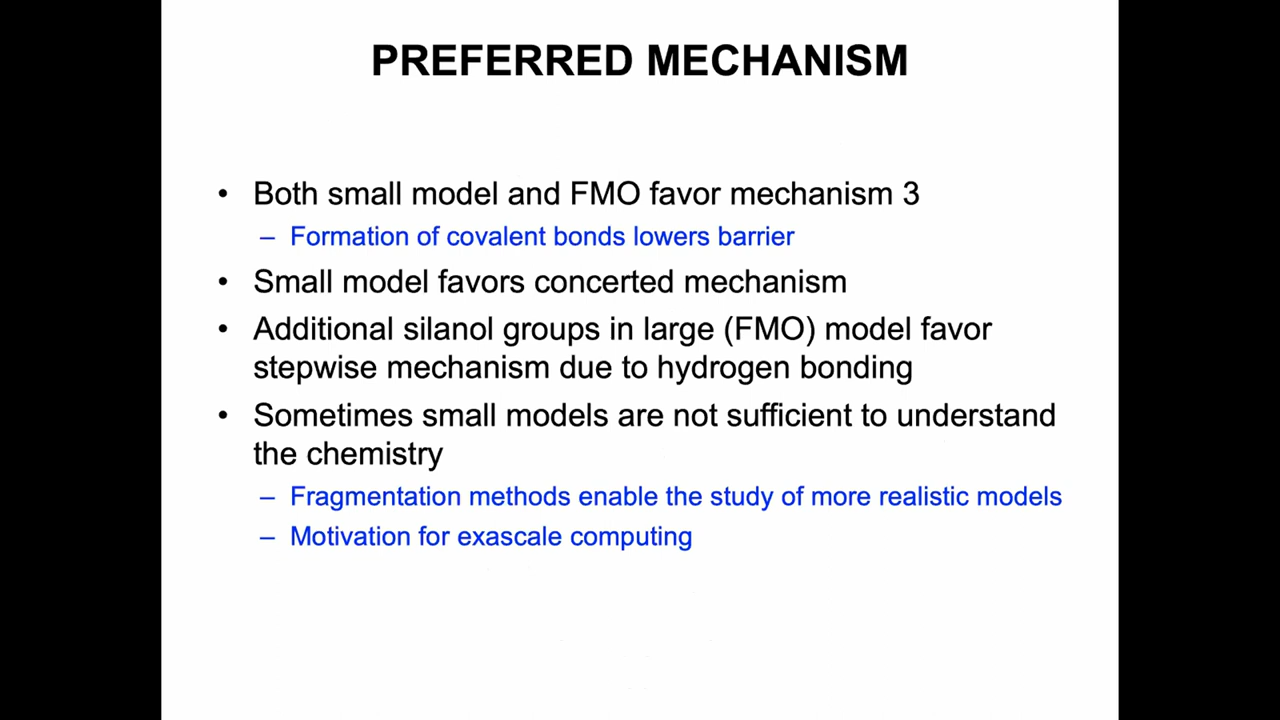 PREFERRED MECHANISM
• Both small model and FMO favor mechanism 3
– Formation of covalent bonds lowers barrier
• Small model favors concerted mechanism
• Additional silanol groups in large (FMO) model favor
stepwise mechanism due to hydrogen bonding
• Sometimes small models are not sufficient to understand
the chemistry
– Fragmentation methods enable the study of more realistic models
– Motivation for exascale computing